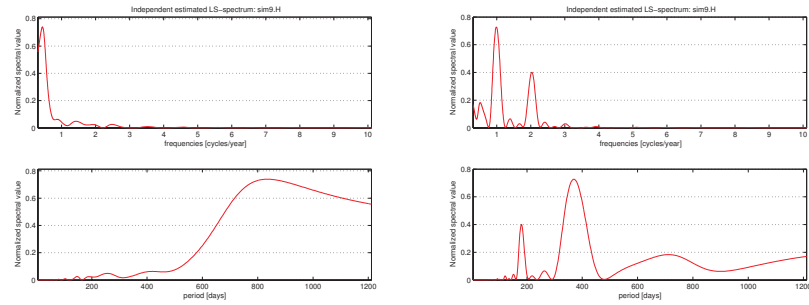 Independent estimated LS-spectrum: sim9.H
Normalized spectral value
0.8
0.6
0.4
0.2
0
1 2 3 4 5 6 7 8 9 10
frequencies [cycles/year]
Independent estimated LS-spectrum: sim9.H
Normalized spectral value
0.8
0.6
0.4
0.2
0
1 2 3 4 5 6 7 8 9 10
frequencies [cycles/year]
Normalized spectral value
0.8
0.6
0.4
0.2
0
200 400 600 800 1000 1200
period [days]
Normalized spectral value
0.8
0.6
0.4
0.2
0
200 400 600 800 1000 1200
period [days]